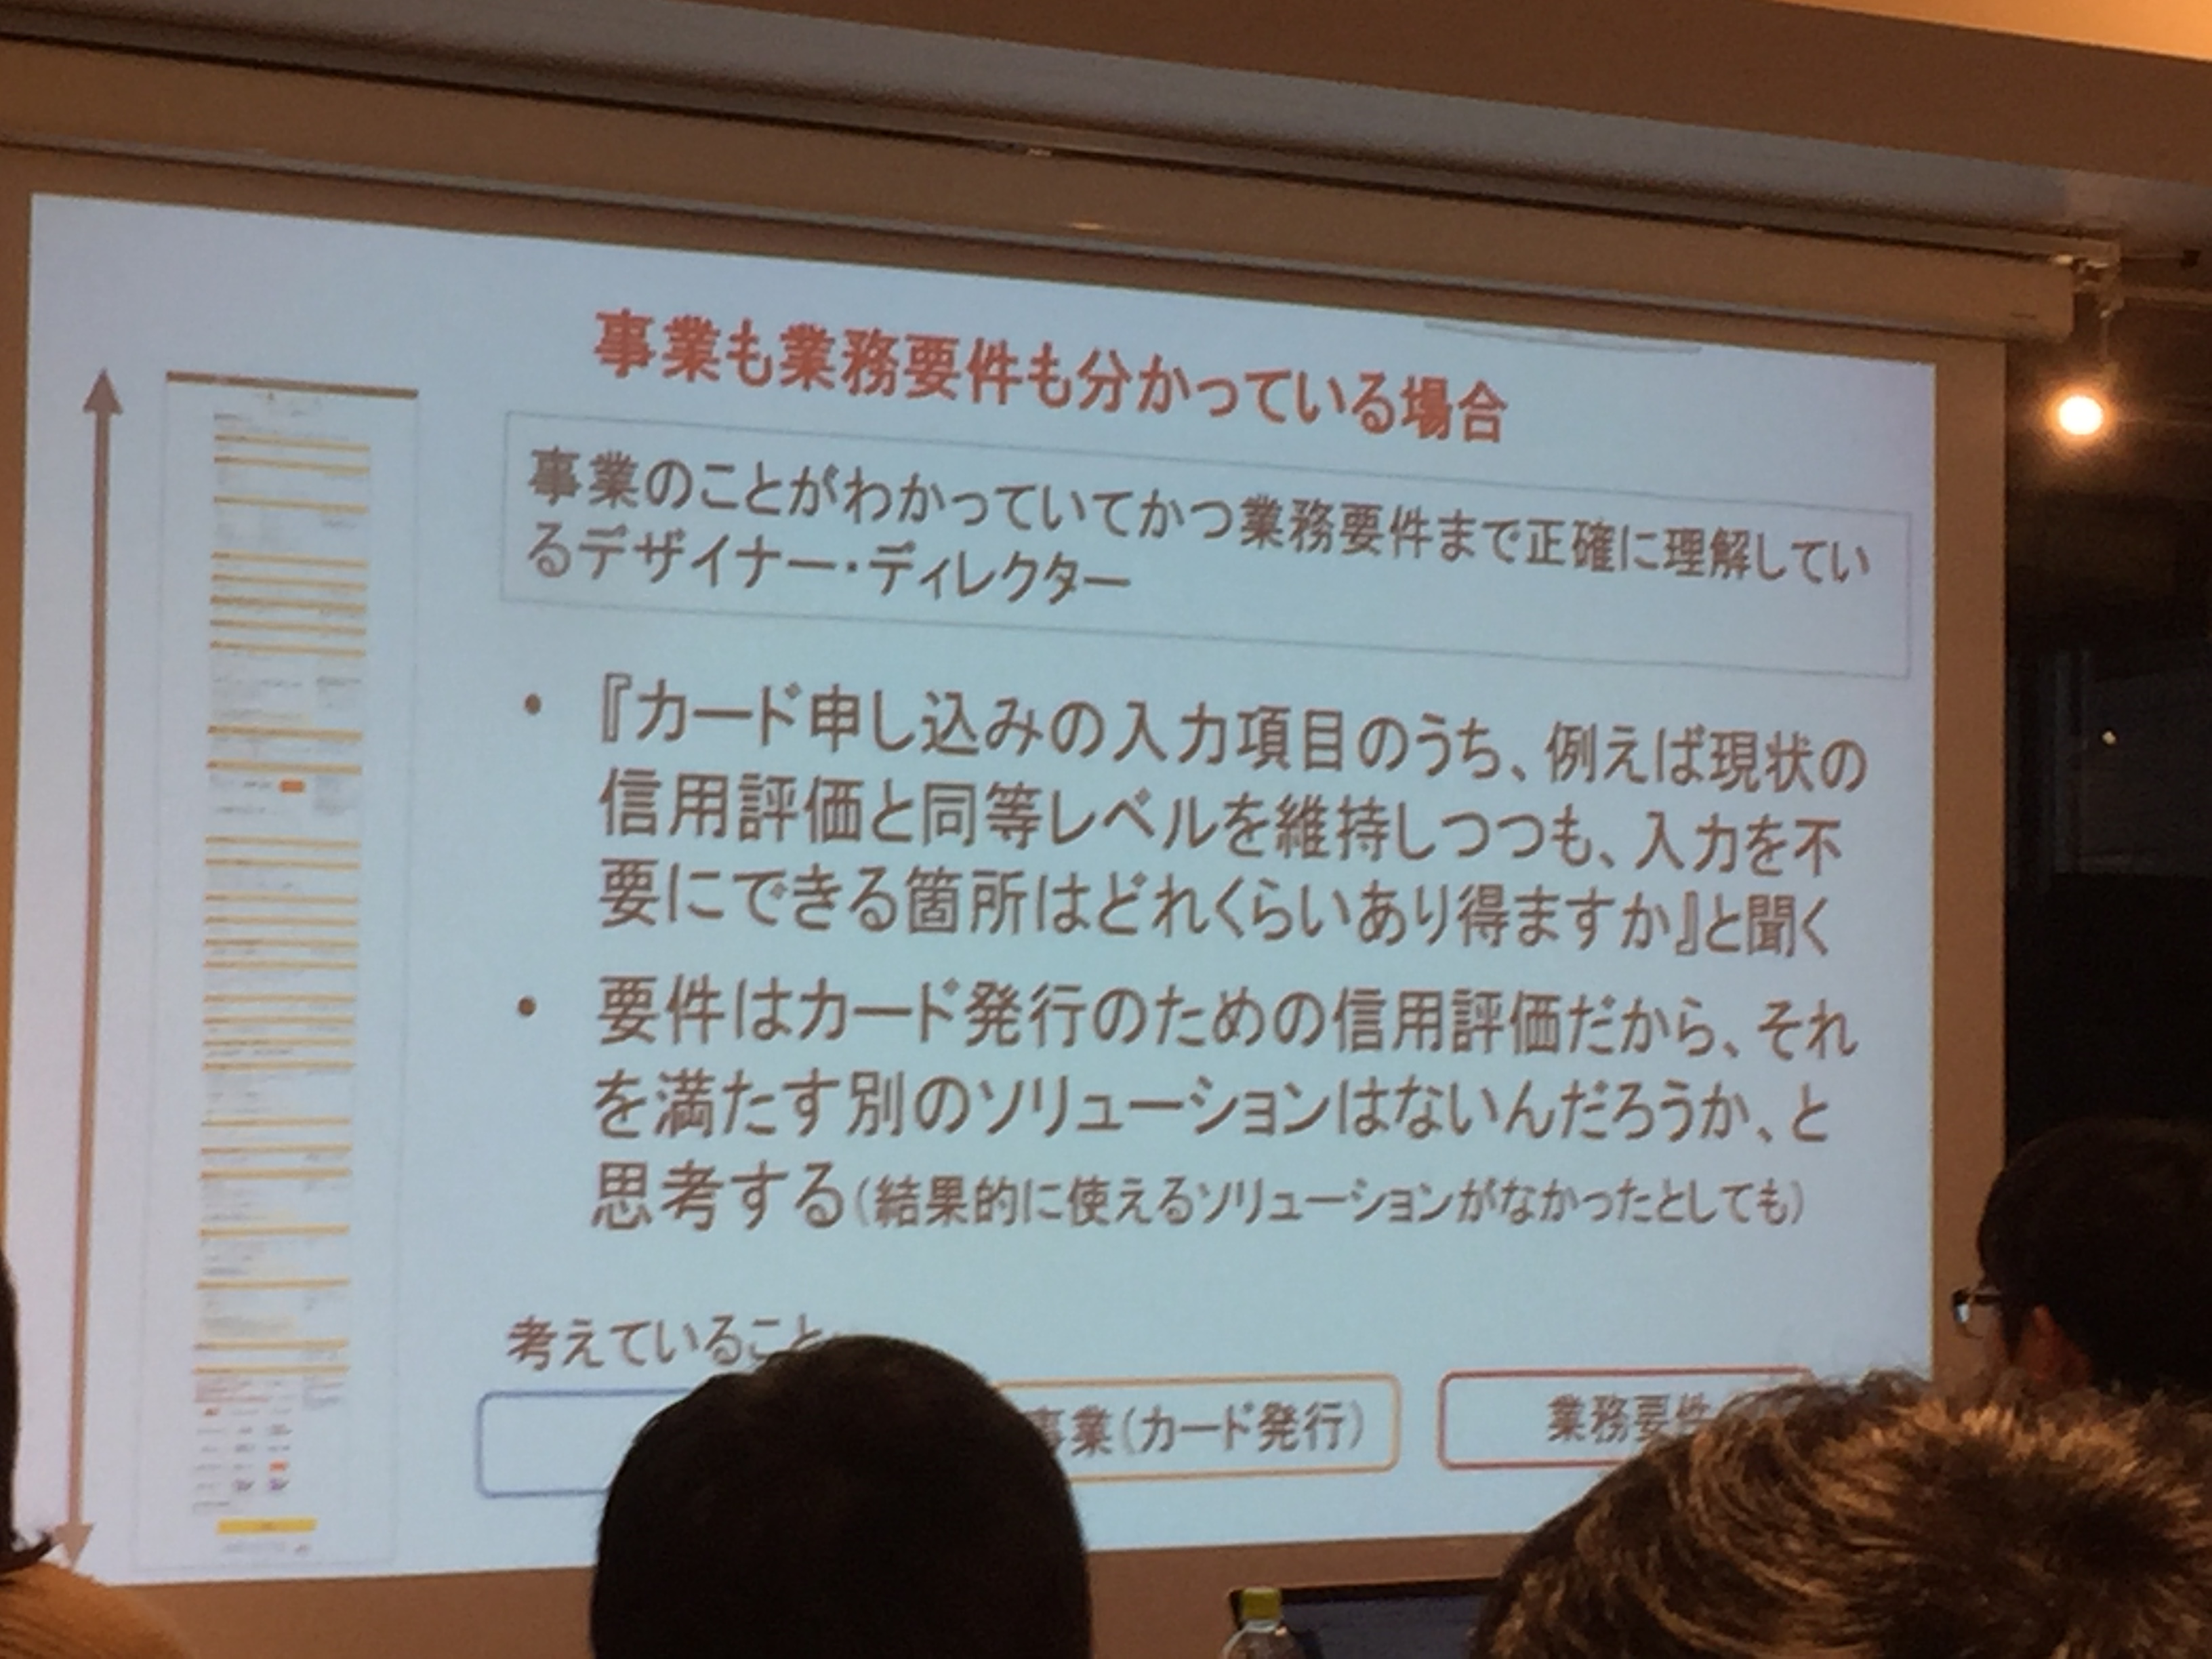 事業も業務要件も分かっている場合
事業のことがわかっていてかつ業務要件まで正確に理解してい
るデザイナー・ディレクター
• 『カード申し込みの入力項目のうち、例えば現状の
信用評価と同等レベルを維持しつつも、入力を不
要にできる箇所はどれくらいあり得ますか』と聞く
• 要件はカード発行のための信用評価だから、それ
を満たす別のソリューションはないんだろうか、と
思考する(結果的に使えるソリューションがなかったとしても)
考えていること
事業(カード発行)
業務要件